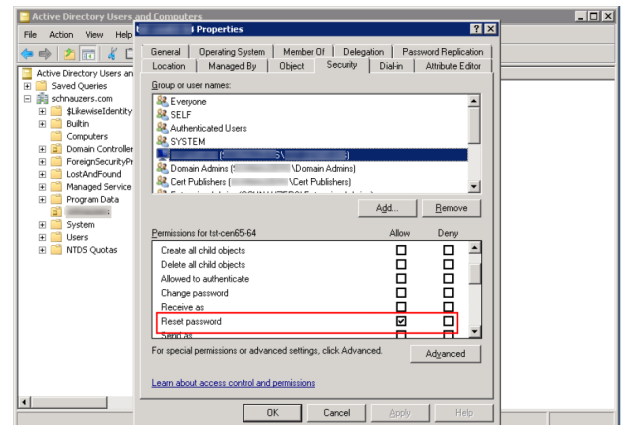 Active Directory Users and Computers
File Action View Help
Properties
General Operating System Member Of Delegation Password Replication
Location Managed By Object Security Dial-in Attribute Editor
Active Directory Users an
Saved Queries
schnauzers.com
$LikewiseIdentity
Builtin
Computers
Domain Controller
ForeignSecurityPr
LostAndFound
Managed Service
Program Data
System
Users
NTDS Quotas
Group or user names:
Everyone
SELF
Authenticated Users
SYSTEM
Domain Admins ( \Domain Admins)
Cert Publishers ( \Cert Publishers)
Add... Remove
Permissions for tst-cen65-64 Allow Deny
Create all child objects
Delete all child objects
Allowed to authenticate
Change password
Receive as
Reset password
Send as
For special permissions or advanced settings, click Advanced. Advanced
Learn about access control and permissions
OK Cancel Apply Help